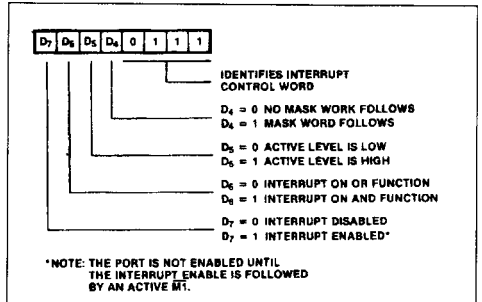 D7 D6 D5 D4 0 1 1 1
IDENTIFIES INTERRUPT
CONTROL WORD
D4 = 0 NO MASK WORK FOLLOWS
D4 = 1 MASK WORD FOLLOWS
D5 = 0 ACTIVE LEVEL IS LOW
D5 = 1 ACTIVE LEVEL IS HIGH
D6 = 0 INTERRUPT ON OR FUNCTION
D6 = 1 INTERRUPT ON AND FUNCTION
D7 = 0 INTERRUPT DISABLED
D7 = 1 INTERRUPT ENABLED*
*NOTE: THE PORT IS NOT ENABLED UNTIL
THE INTERRUPT ENABLE IS FOLLOWED
BY AN ACTIVE M1.